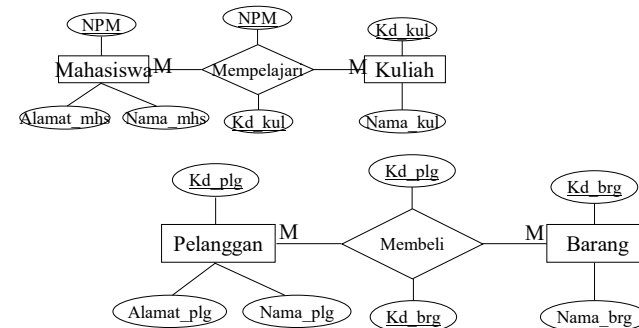 NPM
NPM
Kd_kul
Mahasiswa M Mempelajari M Kuliah
Alamat_mhs Nama_mhs Kd_kul Nama_kul
Kd_plg Kd_plg Kd_brg
Pelanggan M Membeli M Barang
Alamat_plg Nama_plg Kd_brg Nama_brg